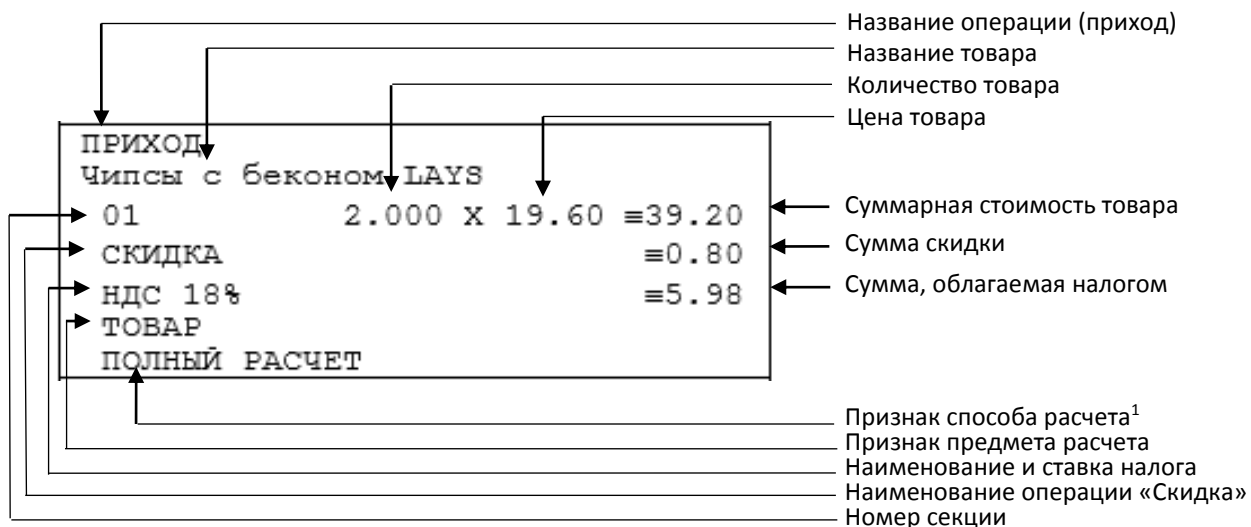 Название операции (приход)
Название товара
Количество товара
Цена товара
ПРИХОД
Чипсы с беконом LAYS
01 2.000 X 19.60 ≡39.20
СКИДКА ≡0.80
НДС 18% ≡5.98
ТОВАР
ПОЛНЫЙ РАСЧЕТ
Суммарная стоимость товара
Сумма скидки
Сумма, облагаемая налогом
Признак способа расчета1
Признак предмета расчета
Наименование и ставка налога
Наименование операции «Скидка»
Номер секции